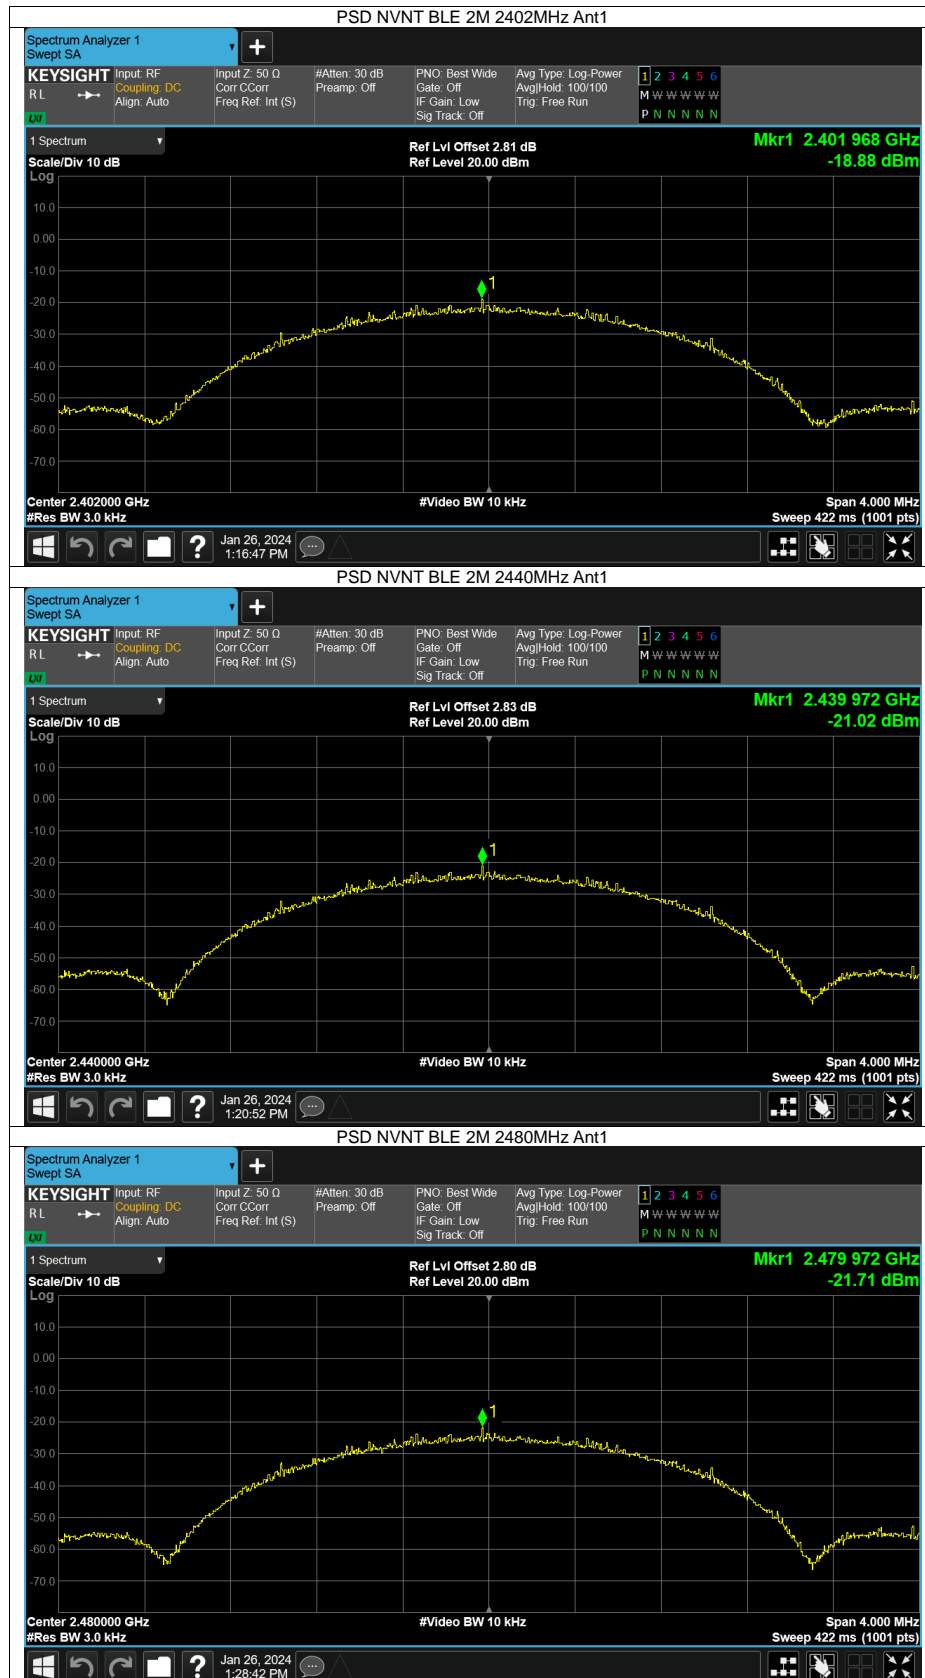 PSD NVNT BLE 2M 2402MHz Ant1
Spectrum Analyzer 1
Swept SA
KEYSIGHT Input: RF Input Z: 50 Ω #Atten: 30 dB PNO: Best Wide Avg Type: Log-Power 1 2 3 4 5 6
RL Coupling: DC Corr CCorr Preamp: Off Gate: Off Avg|Hold: 100/100 M W W W W W
Align: Auto Freq Ref: Int (S) IF Gain: Low Trig: Free Run
LXI Sig Track: Off P N N N N N
1 Spectrum Ref Lvl Offset 2.81 dB Mkr1 2.401 968 GHz
Scale/Div 10 dB Ref Level 20.00 dBm -18.88 dBm
Log
10.0
0.00
-10.0
1
-20.0
-30.0
-40.0
-50.0
-60.0
-70.0
Center 2.402000 GHz #Video BW 10 kHz Span 4.000 MHz
#Res BW 3.0 kHz Sweep 422 ms (1001 pts)
? Jan 26, 2024
1:16:47 PM
PSD NVNT BLE 2M 2440MHz Ant1
Spectrum Analyzer 1
Swept SA
KEYSIGHT Input: RF Input Z: 50 Ω #Atten: 30 dB PNO: Best Wide Avg Type: Log-Power 1 2 3 4 5 6
RL Coupling: DC Corr CCorr Preamp: Off Gate: Off Avg|Hold: 100/100 M W W W W W
Align: Auto Freq Ref: Int (S) IF Gain: Low Trig: Free Run
LXI Sig Track: Off P N N N N N
1 Spectrum Ref Lvl Offset 2.83 dB Mkr1 2.439 972 GHz
Scale/Div 10 dB Ref Level 20.00 dBm -21.02 dBm
Log
10.0
0.00
-10.0
1
-20.0
-30.0
-40.0
-50.0
-60.0
-70.0
Center 2.440000 GHz #Video BW 10 kHz Span 4.000 MHz
#Res BW 3.0 kHz Sweep 422 ms (1001 pts)
? Jan 26, 2024
1:20:52 PM
PSD NVNT BLE 2M 2480MHz Ant1
Spectrum Analyzer 1
Swept SA
KEYSIGHT Input: RF Input Z: 50 Ω #Atten: 30 dB PNO: Best Wide Avg Type: Log-Power 1 2 3 4 5 6
RL Coupling: DC Corr CCorr Preamp: Off Gate: Off Avg|Hold: 100/100 M W W W W W
Align: Auto Freq Ref: Int (S) IF Gain: Low Trig: Free Run
LXI Sig Track: Off P N N N N N
1 Spectrum Ref Lvl Offset 2.80 dB Mkr1 2.479 972 GHz
Scale/Div 10 dB Ref Level 20.00 dBm -21.71 dBm
Log
10.0
0.00
-10.0
1
-20.0
-30.0
-40.0
-50.0
-60.0
-70.0
Center 2.480000 GHz #Video BW 10 kHz Span 4.000 MHz
#Res BW 3.0 kHz Sweep 422 ms (1001 pts)
? Jan 26, 2024
1:28:42 PM